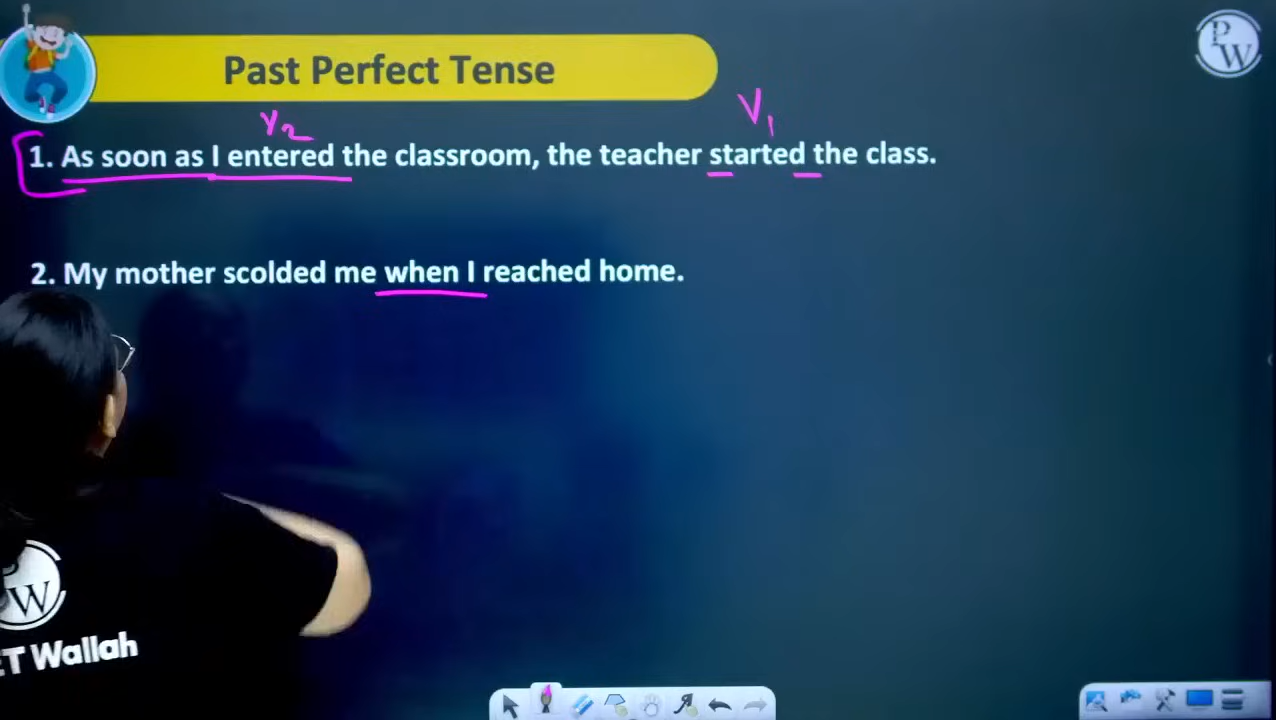 PW
Past Perfect Tense
V2
V1
1. As soon as I entered the classroom, the teacher started the class.
2. My mother scolded me when I reached home.
W
ET Wallah